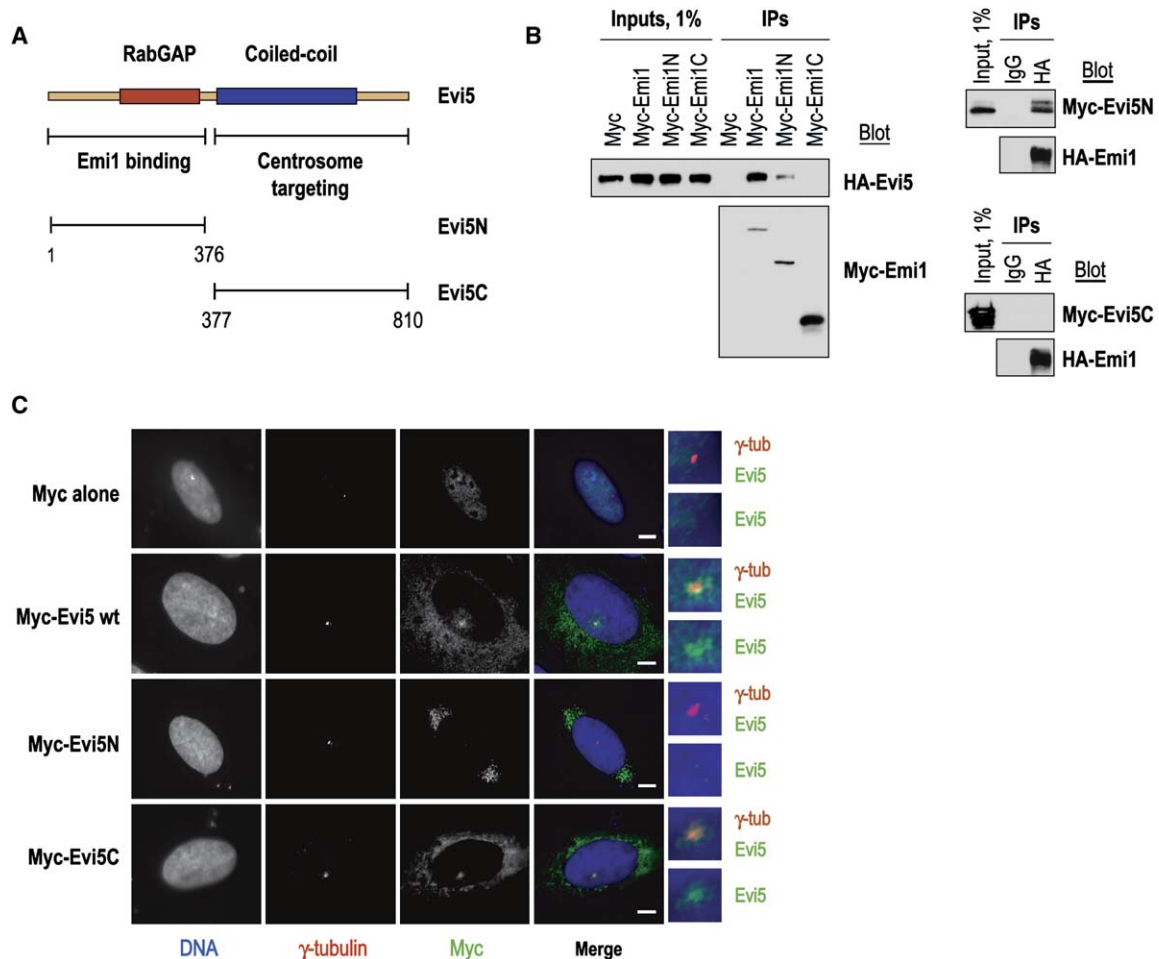 A
RabGAP
Coiled-coil
Evi5
Emi1 binding
Centrosome
targeting
Evi5N
1
376
Evi5C
377
810
B
Inputs, 1%
IPs
Myc
Myc-Emi1
Myc-Emi1N
Myc-Emi1C
Myc
Myc-Emi1
Myc-Emi1N
Myc-Emi1C
Blot
HA-Evi5
Myc-Emi1
Input, 1%
IPs
IgG
HA
Blot
Myc-Evi5N
HA-Emi1
Input, 1%
IPs
IgG
HA
Blot
Myc-Evi5C
HA-Emi1
C
Myc alone
γ-tub
Evi5
Evi5
Myc-Evi5 wt
γ-tub
Evi5
Evi5
Myc-Evi5N
γ-tub
Evi5
Evi5
Myc-Evi5C
γ-tub
Evi5
Evi5
DNA
γ-tubulin
Myc
Merge